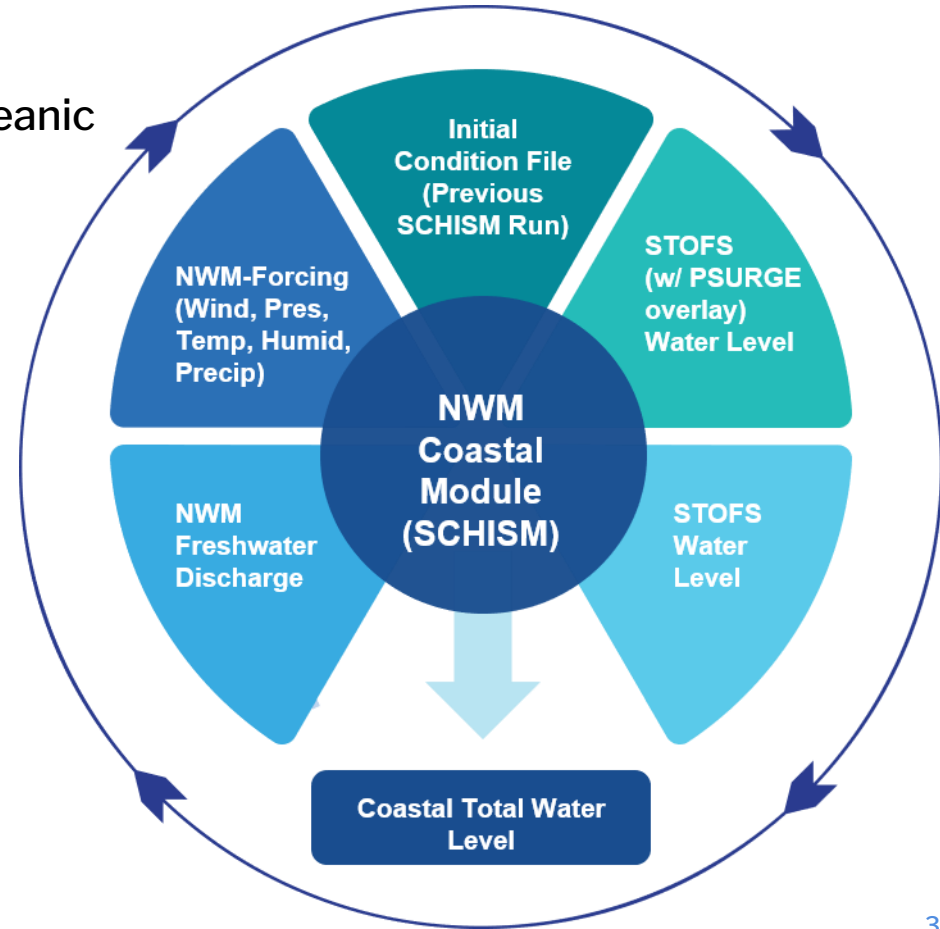 eanic
Initial
Condition File
(Previous
SCHISM Run)
NWM-Forcing
(Wind, Pres,
Temp, Humid,
Precip)
STOFS
(w/ PSURGE
overlay)
Water Level
NWM
Coastal
Module
(SCHISM)
NWM
Freshwater
Discharge
STOFS
Water
Level
Coastal Total Water
Level
3